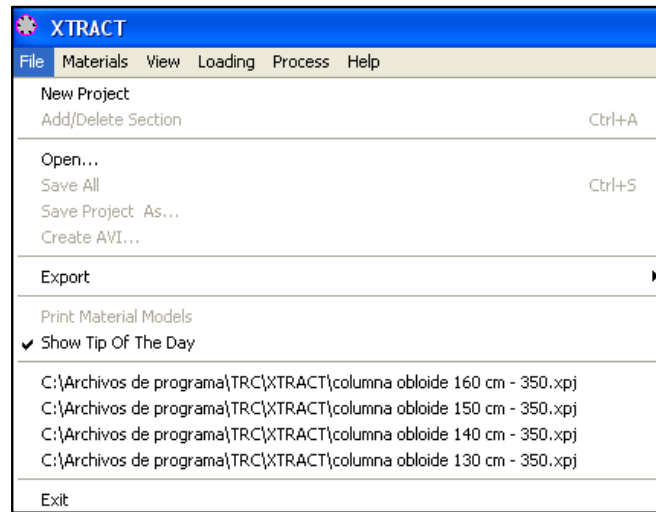 XTRACT
File Materials View Loading Process Help
New Project
Add/Delete Section Ctrl+A
Open...
Save All Ctrl+S
Save Project As...
Create AVI...
Export
Print Material Models
Show Tip Of The Day
C:\Archivos de programa\TRC\XTRACT\columna obloide 160 cm - 350.xpj
C:\Archivos de programa\TRC\XTRACT\columna obloide 150 cm - 350.xpj
C:\Archivos de programa\TRC\XTRACT\columna obloide 140 cm - 350.xpj
C:\Archivos de programa\TRC\XTRACT\columna obloide 130 cm - 350.xpj
Exit